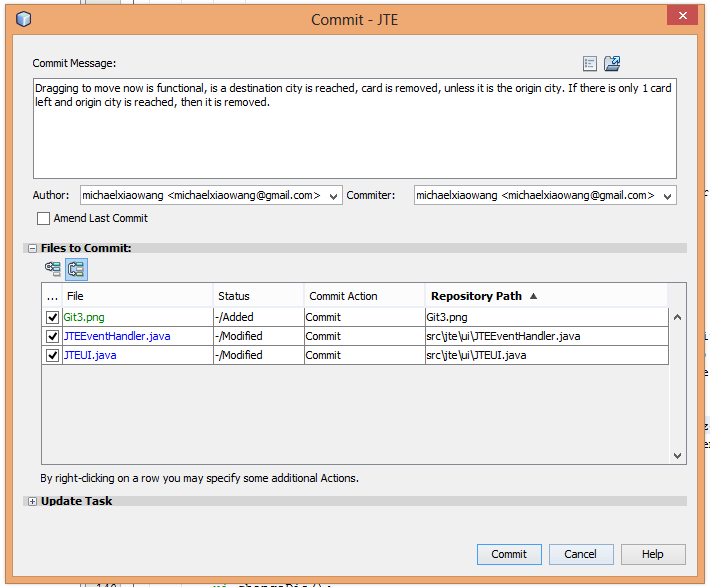 Commit - JTE
Commit Message:
Dragging to move now is functional, is a destination city is reached, card is removed, unless it is the origin city. If there is only 1 card
left and origin city is reached, then it is removed.
Author: michaelxiaowang <michaelxiaowang@gmail.com> Commiter: michaelxiaowang <michaelxiaowang@gmail.com>
Amend Last Commit
Files to Commit:
... File Status Commit Action Repository Path
Git3.png -/Added Commit Git3.png
JTEEventHandler.java -/Modified Commit src\jte\ui\JTEEventHandler.java
JTEUI.java -/Modified Commit src\jte\ui\JTEUI.java
By right-clicking on a row you may specify some additional Actions.
Update Task
Commit Cancel Help